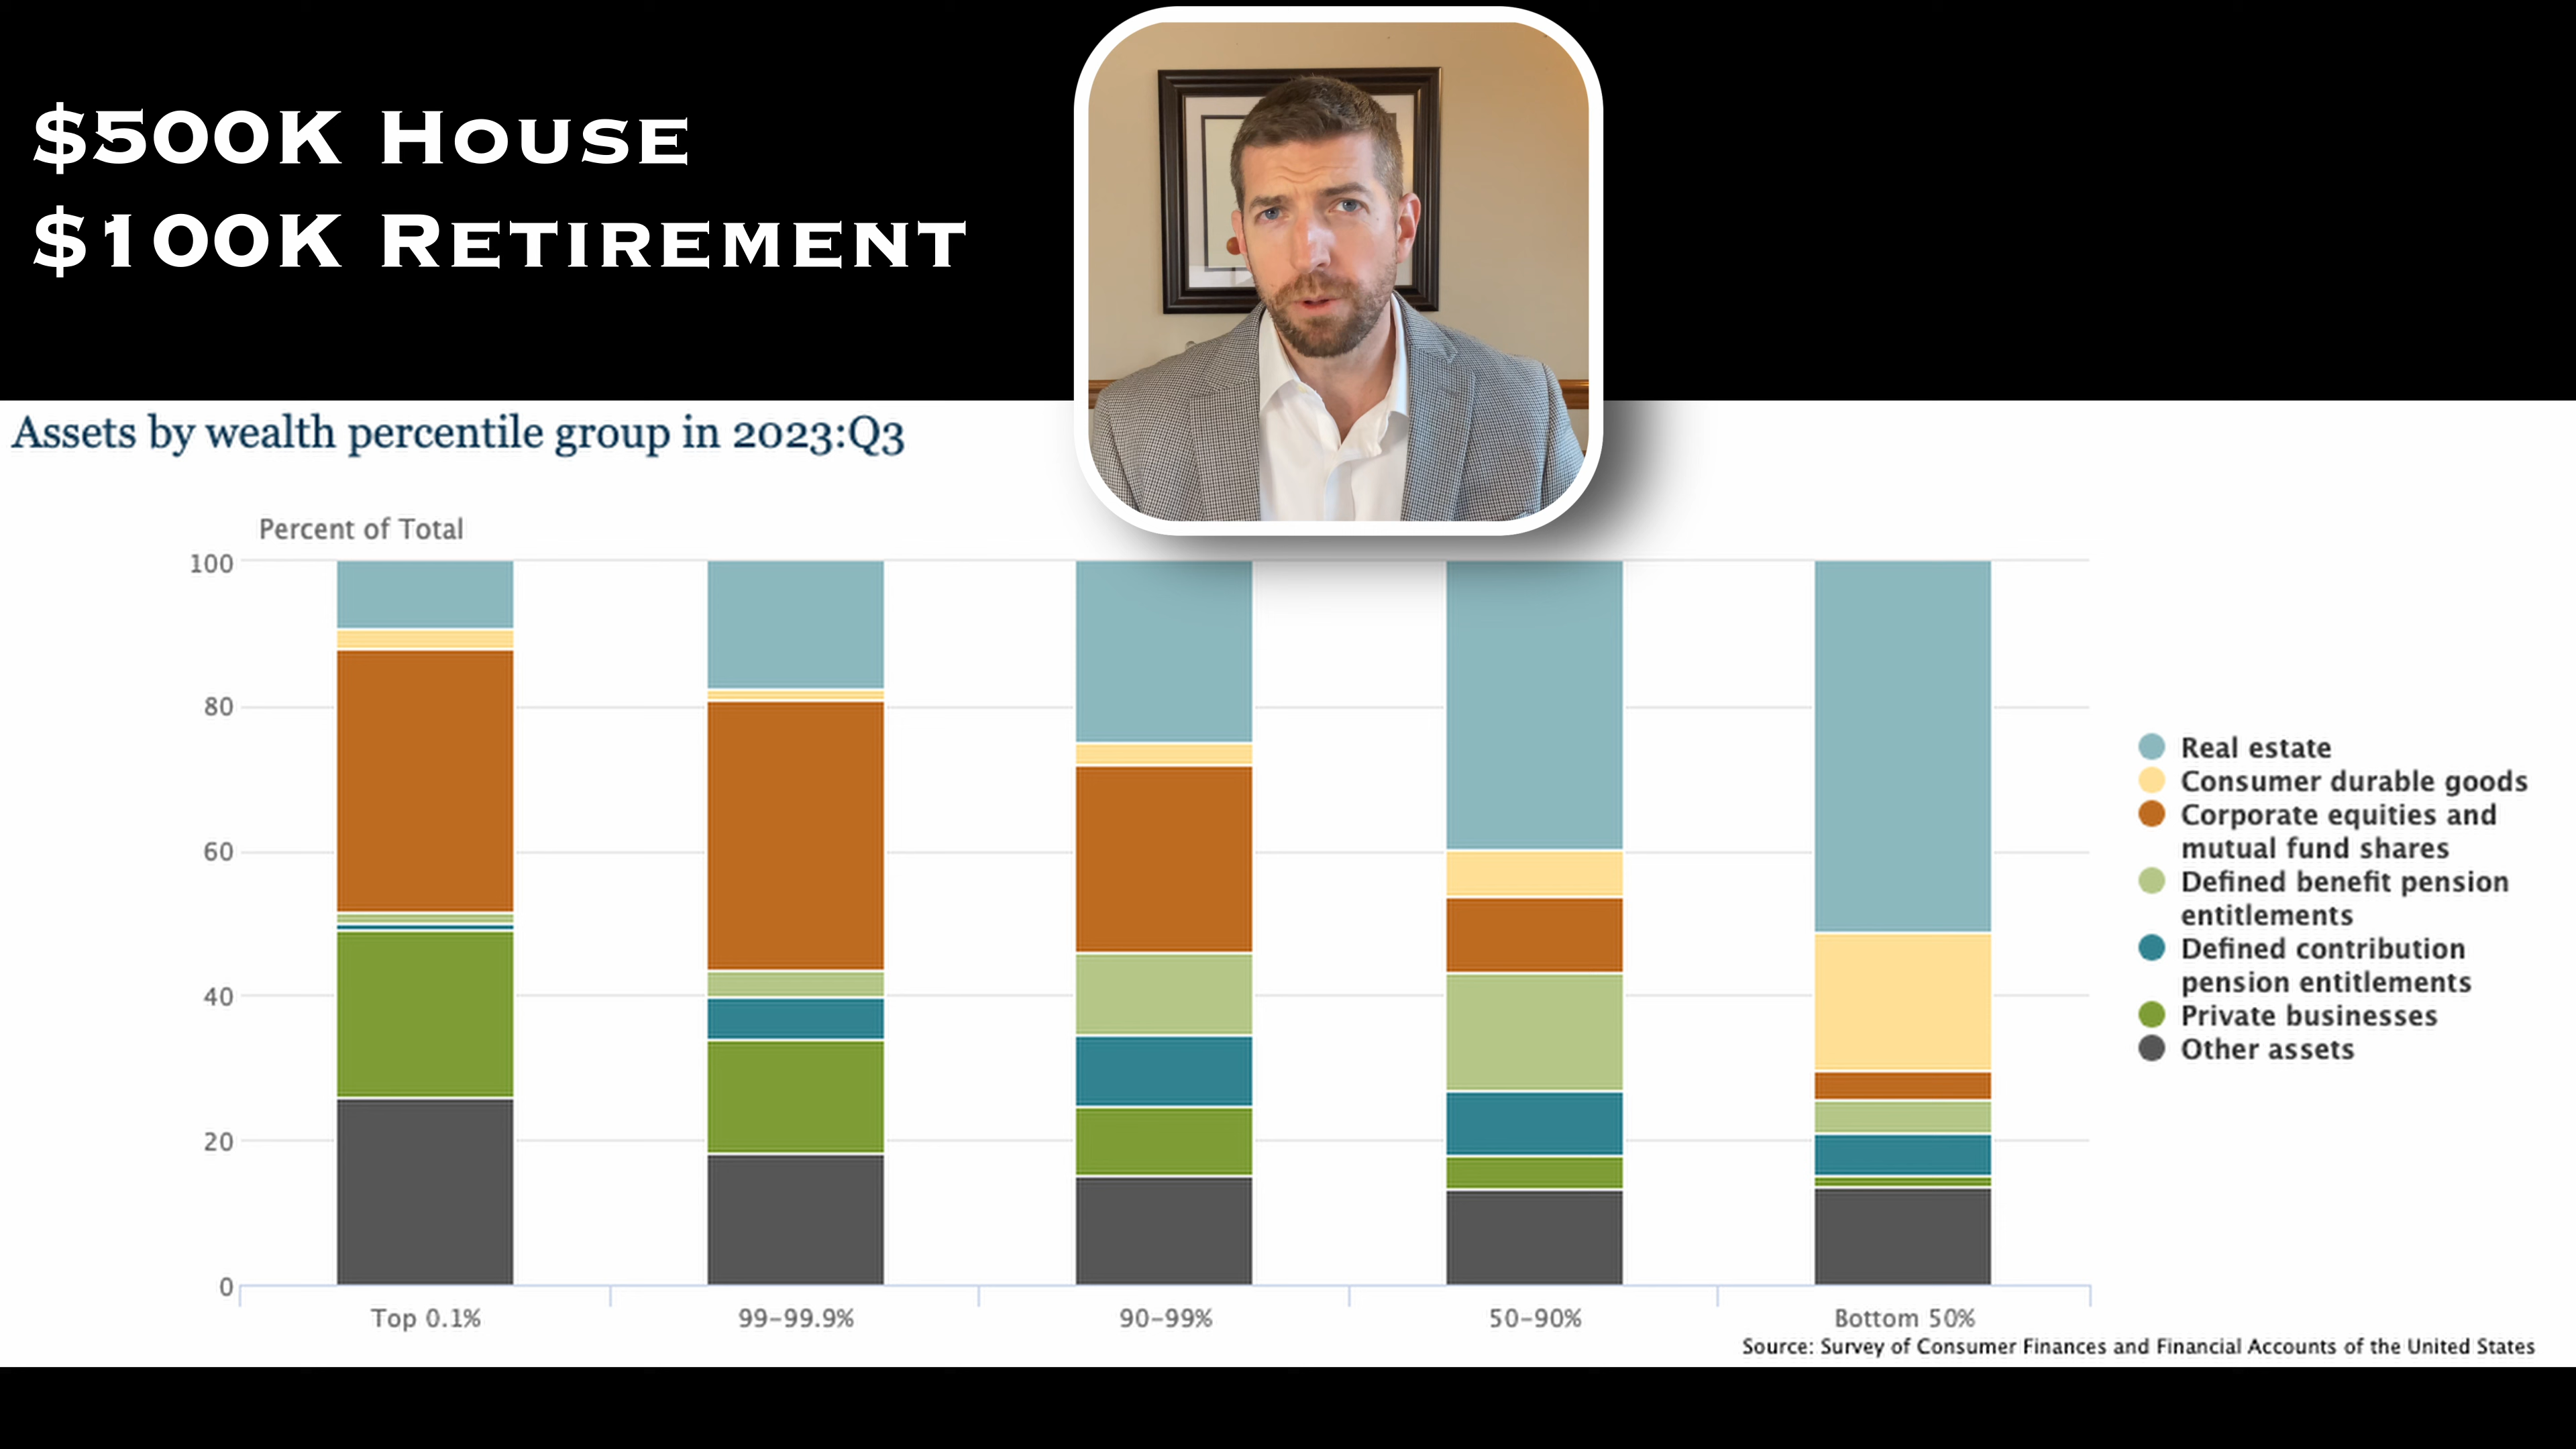 $500K House
$100K Retirement
Assets by wealth percentile group in 2023:Q3
Percent of Total
100
80
60
40
20
0
Top 0.1%
99-99.9%
90-99%
50-90%
Bottom 50%
Real estate
Consumer durable goods
Corporate equities and
mutual fund shares
Defined benefit pension
entitlements
Defined contribution
pension entitlements
Private businesses
Other assets
Source: Survey of Consumer Finances and Financial Accounts of the United States